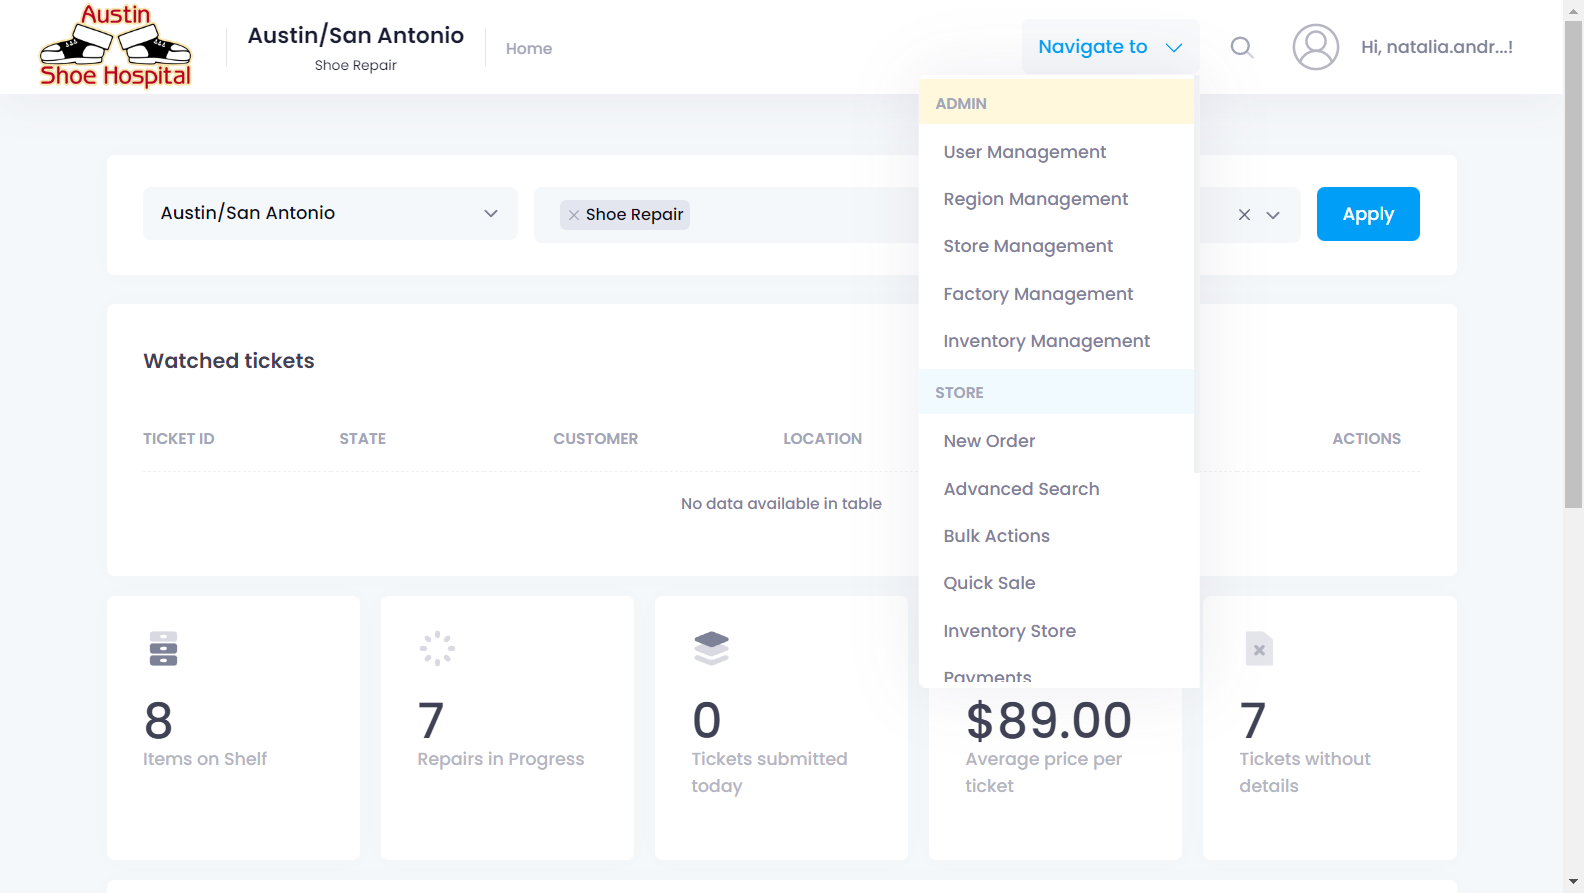 Austin
Shoe Hospital
Austin/San Antonio
Shoe Repair
Home
Navigate to
Hi, natalia.andr...!
ADMIN
User Management
Region Management
Store Management
Factory Management
Inventory Management
STORE
New Order
Advanced Search
Bulk Actions
Quick Sale
Inventory Store
Payments
Austin/San Antonio
Shoe Repair
Apply
Watched tickets
TICKET ID STATE CUSTOMER LOCATION ACTIONS
No data available in table
8
Items on Shelf
7
Repairs in Progress
0
Tickets submitted
today
$89.00
Average price per
ticket
7
Tickets without
details